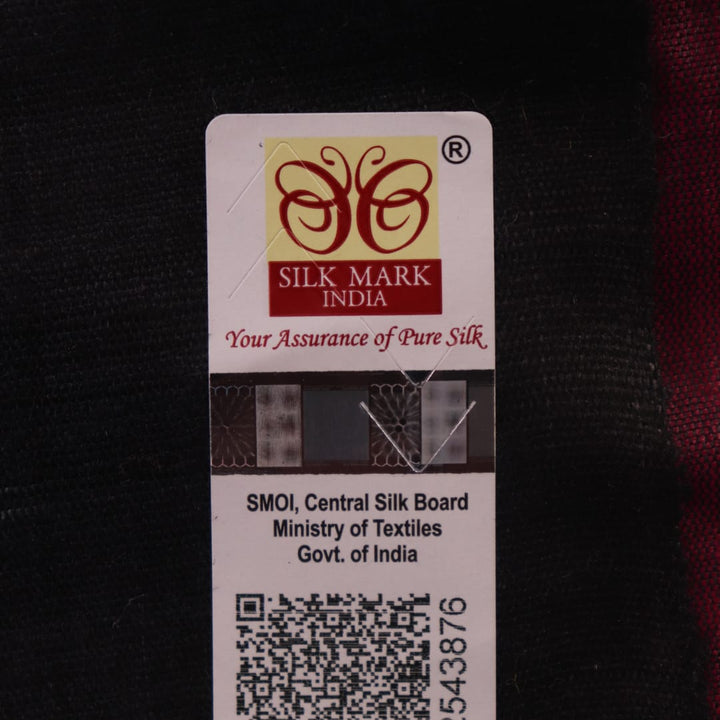 ®
SILK MARK
INDIA
Your Assurance of Pure Silk
SMOI, Central Silk Board
Ministry of Textiles
Govt. of India
2543876